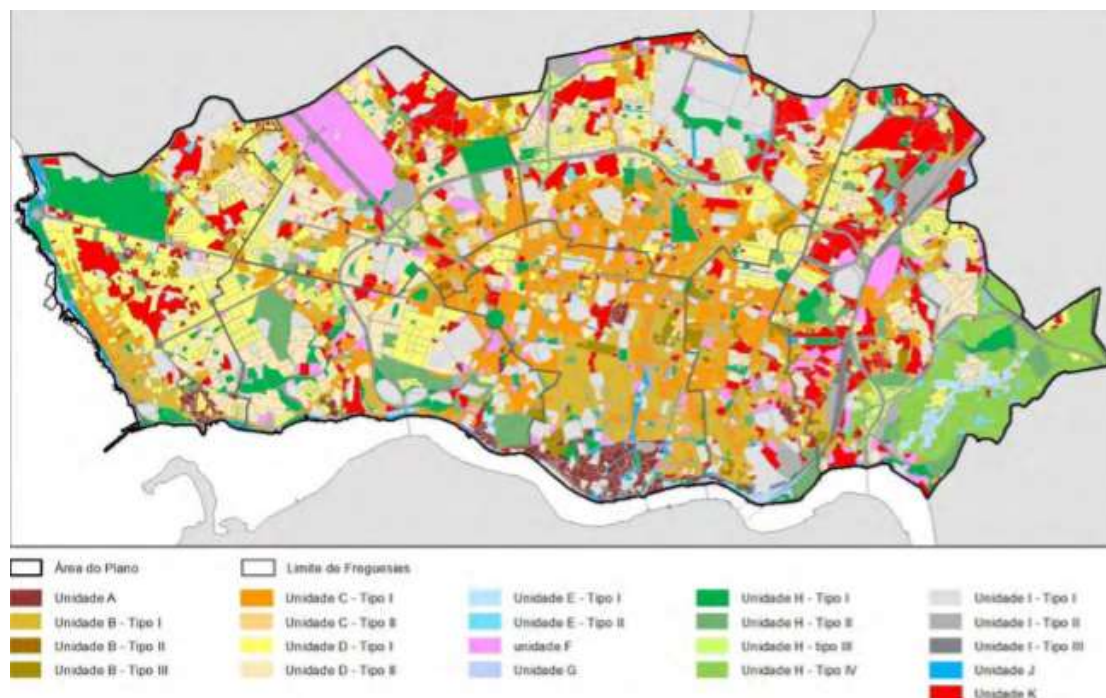 Área do Plano
Limite de Freguesies
Unidade A
Unidade C - Tipo I
Unidade E - Tipo I
Unidade H - Tipo I
Unidade I - Tipo I
Unidade B - Tipo I
Unidade C - Tipo II
Unidade E - Tipo II
Unidade H - Tipo II
Unidade I - Tipo II
Unidade B - Tipo II
Unidade D - Tipo I
unidade F
Unidade H - tipo III
Unidade I - Tipo III
Unidade B - Tipo III
Unidade D - Tipo II
Unidade G
Unidade H - Tipo IV
Unidade J
Unidade K